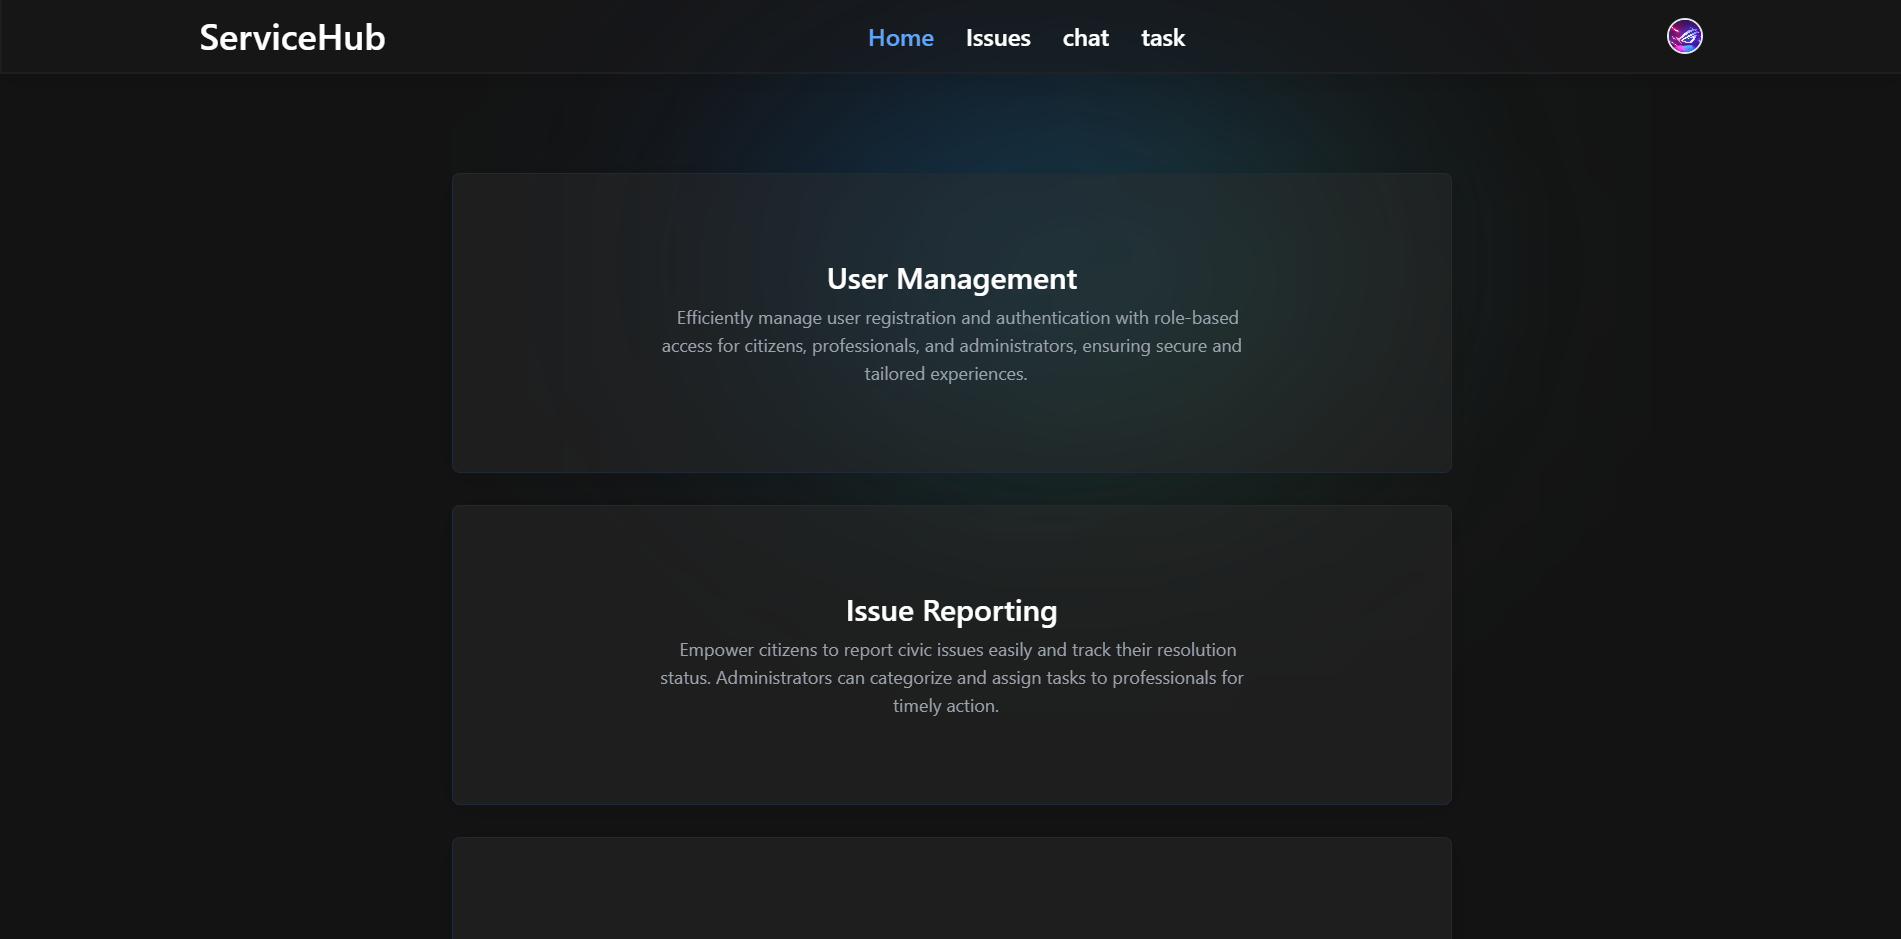 ServiceHub
Home Issues chat task
User Management
Efficiently manage user registration and authentication with role-based
access for citizens, professionals, and administrators, ensuring secure and
tailored experiences.
Issue Reporting
Empower citizens to report civic issues easily and track their resolution
status. Administrators can categorize and assign tasks to professionals for
timely action.